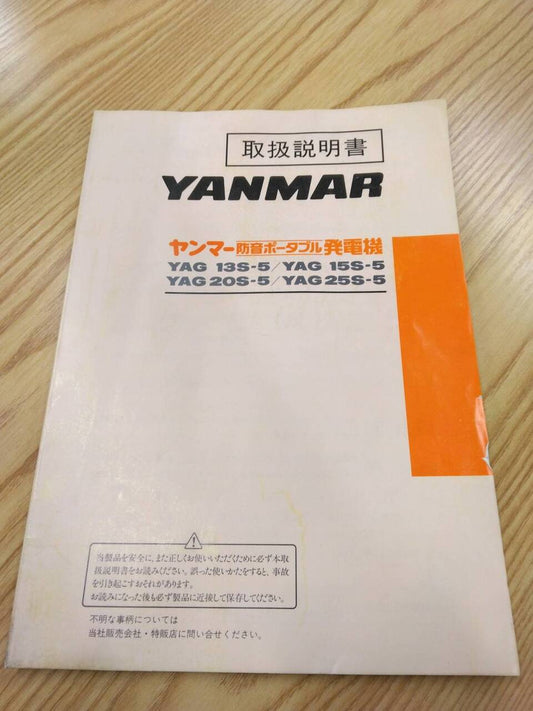 取扱説明書
YANMAR
ヤンマー防音ポータブル発電機
YAG 13S-5/YAG 15S-5
YAG 20S-5/YAG 25S-5
当製品を安全に、また正しくお使いいただくために必ず本取
扱説明書をお読みください。誤った使いかたをすると、事故
を引き起こすおそれがあります。
お読みになった後も必ず製品に近接して保存してください。
不明な事柄については
当社販売会社・特販店に問い合せください。